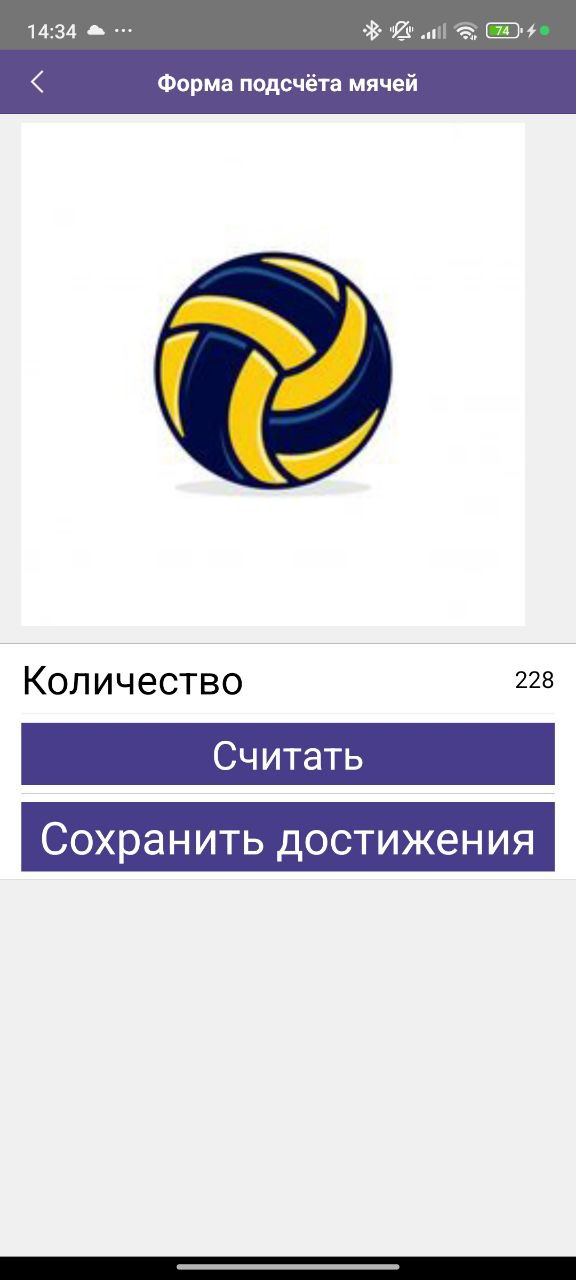 14:34
74
Форма подсчёта мячей
Количество
228
Считать
Сохранить достижения